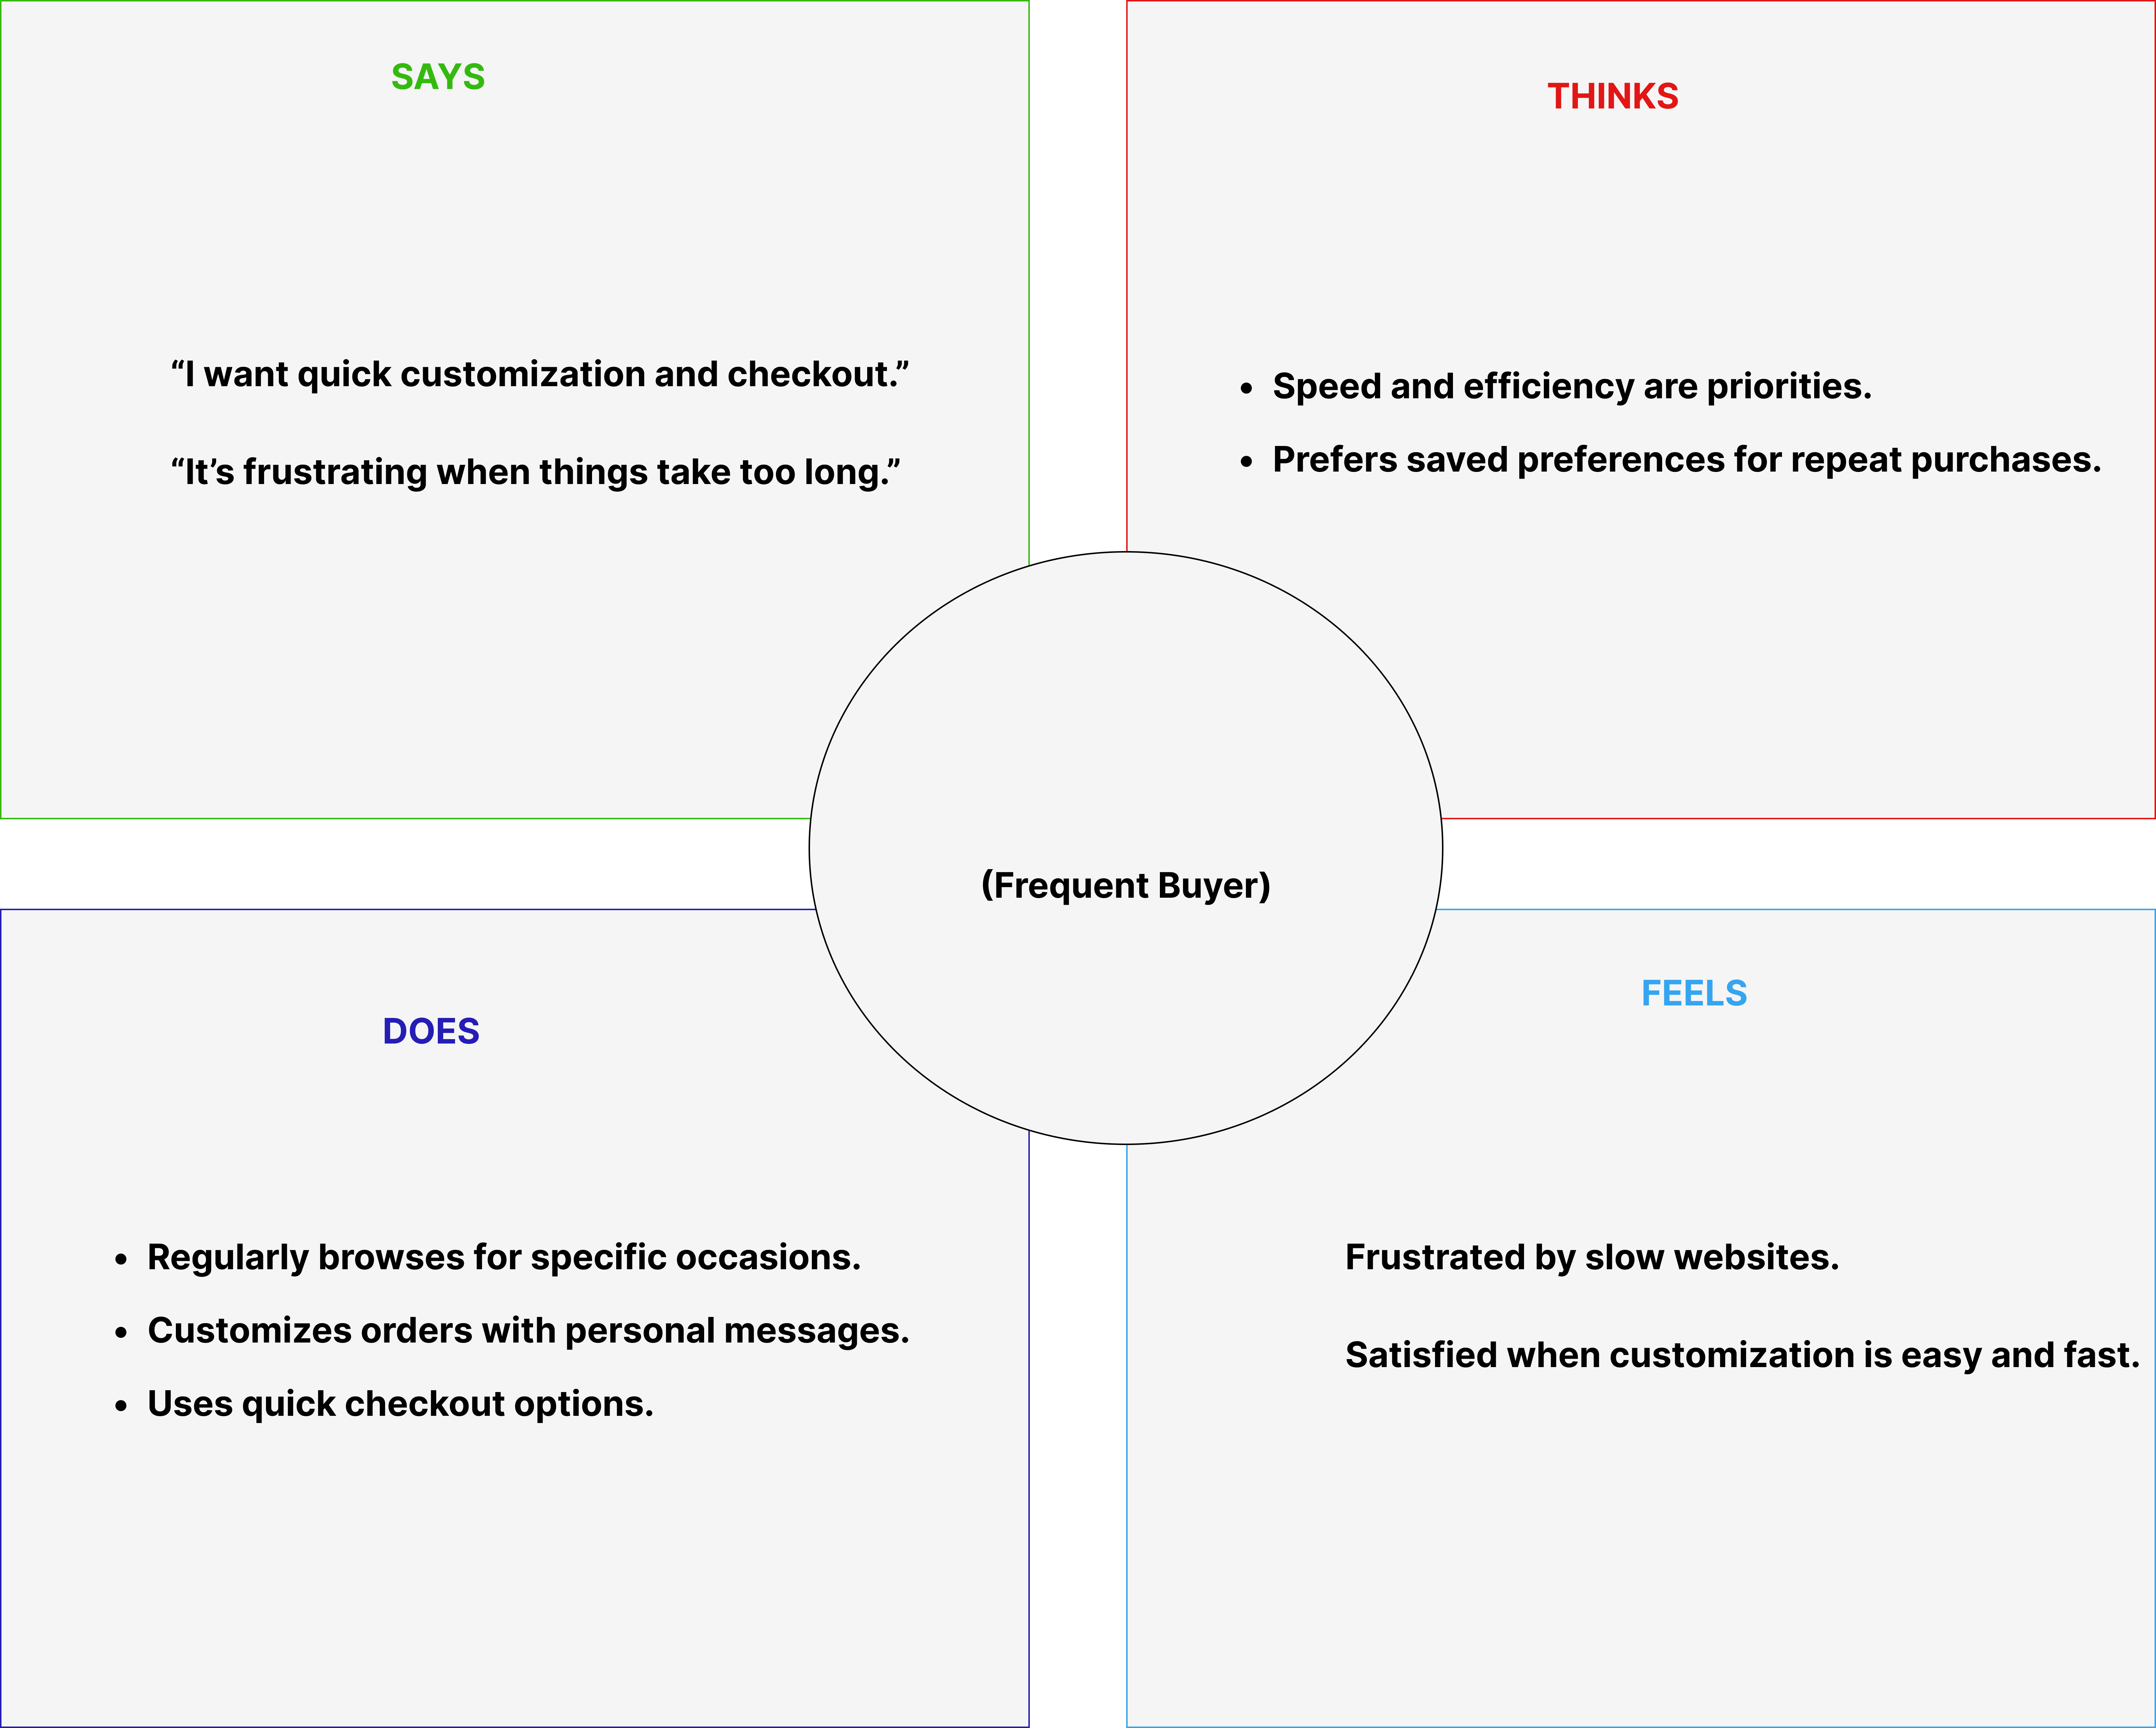 SAYS
“I want quick customization and checkout.”
“It’s frustrating when things take too long.”
THINKS
• Speed and efficiency are priorities.
• Prefers saved preferences for repeat purchases.
(Frequent Buyer)
DOES
• Regularly browses for specific occasions.
• Customizes orders with personal messages.
• Uses quick checkout options.
FEELS
Frustrated by slow websites.
Satisfied when customization is easy and fast.